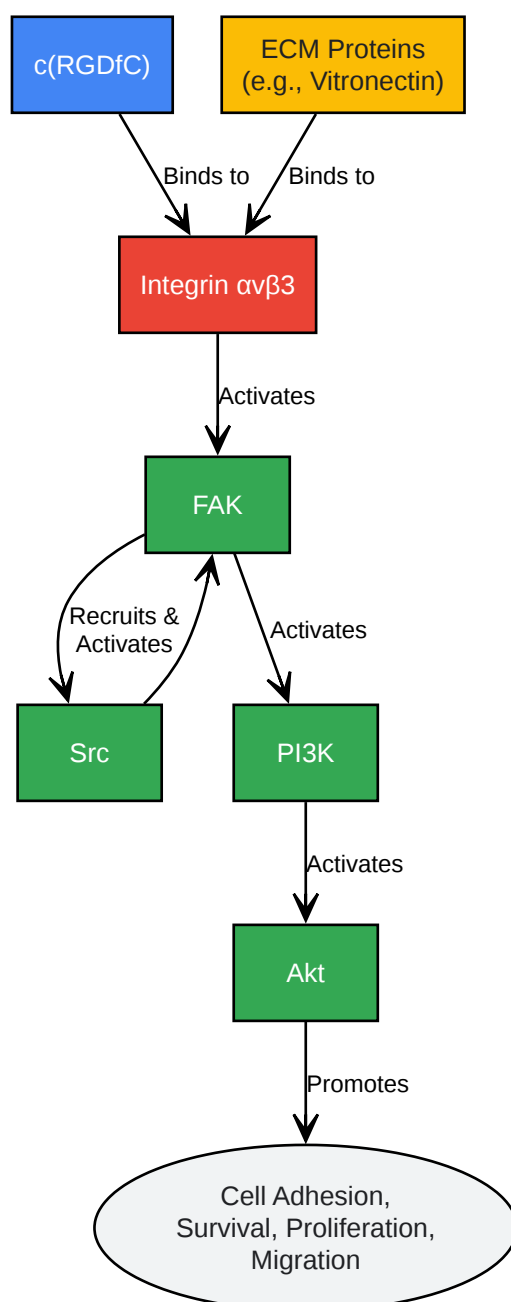 c(RGDfC)
ECM Proteins
(e.g., Vitronectin)
Binds to
Binds to
Integrin αvβ3
Activates
FAK
Recruits &
Activates
Activates
Src
PI3K
Activates
Akt
Promotes
Cell Adhesion,
Survival, Proliferation,
Migration